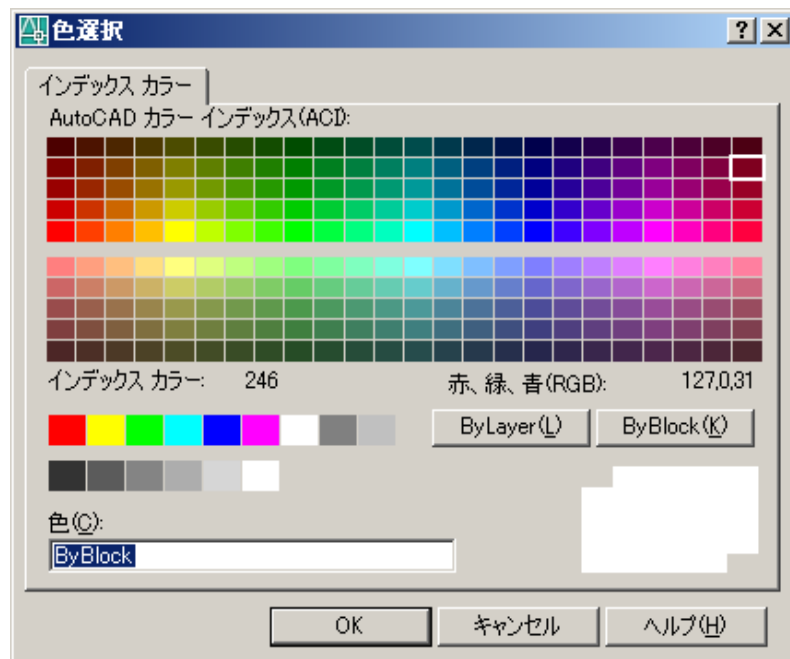 色選択
インデックス カラー
AutoCAD カラー インデックス(ACI):
インデックス カラー: 246 赤、緑、青(RGB): 127,0,31
ByLayer(L) ByBlock(K)
色(C):
ByBlock
OK キャンセル ヘルプ(H)